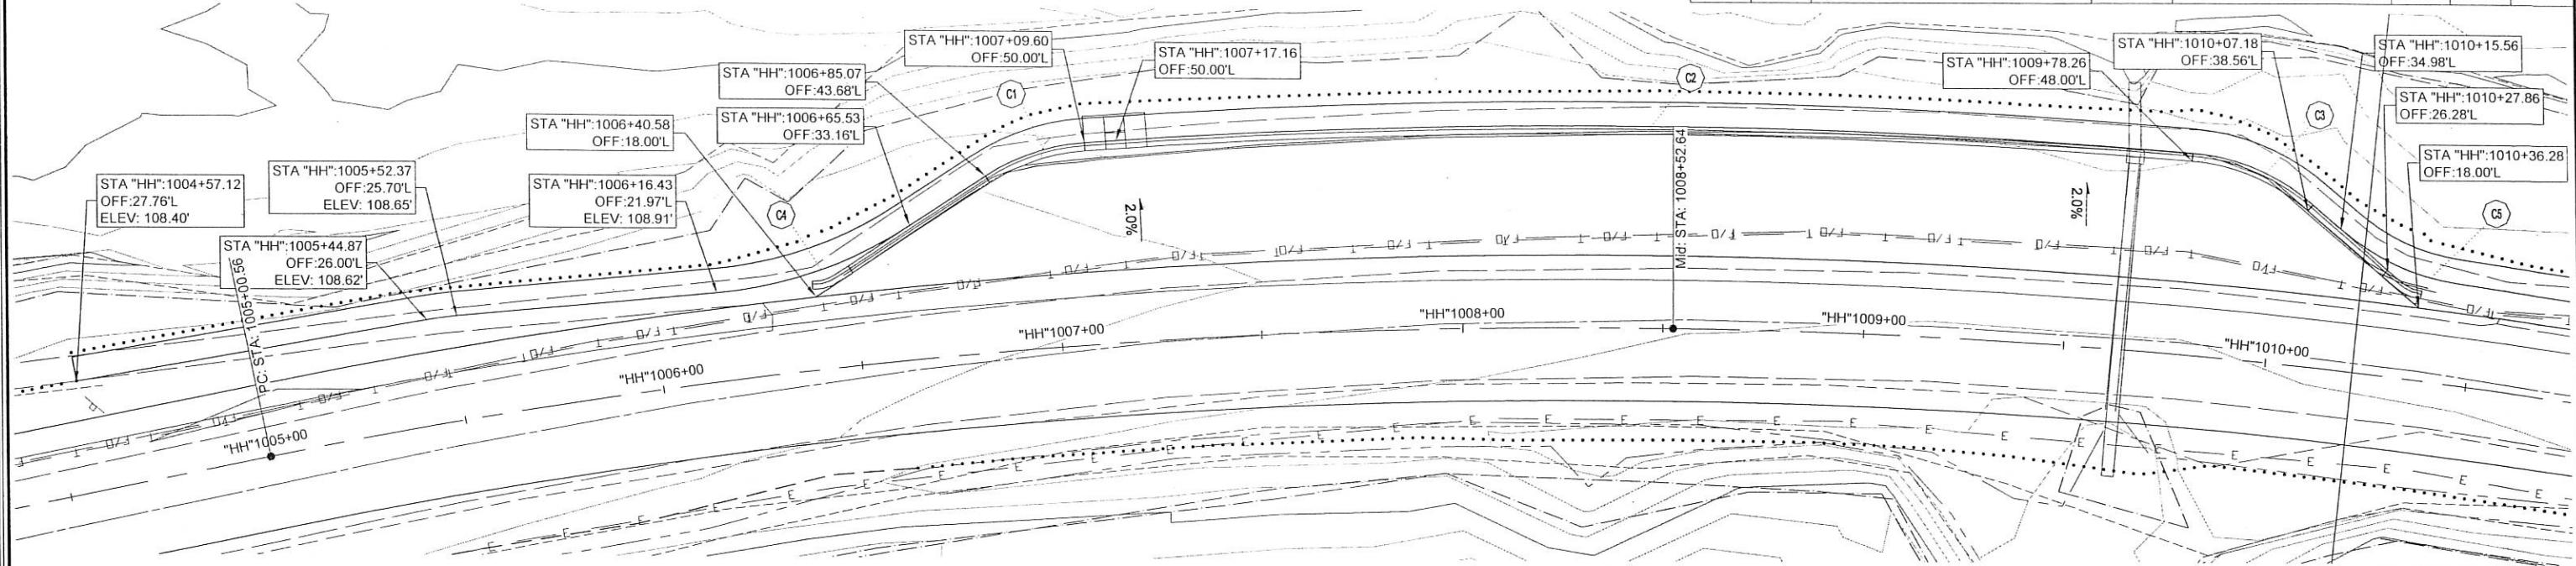 STA "HH":1004+57.12
OFF:27.76'L
ELEV: 108.40'
STA "HH":1005+44.87
OFF:26.00'L
ELEV: 108.62'
STA "HH":1005+52.37
OFF:25.70'L
ELEV: 108.65'
STA "HH":1006+16.43
OFF:21.97'L
ELEV: 108.91'
STA "HH":1006+40.58
OFF:18.00'L
STA "HH":1006+65.53
OFF:33.16'L
STA "HH":1006+85.07
OFF:43.68'L
STA "HH":1007+09.60
OFF:50.00'L
STA "HH":1007+17.16
OFF:50.00'L
STA "HH":1009+78.26
OFF:48.00'L
STA "HH":1010+07.18
OFF:38.56'L
STA "HH":1010+15.56
OFF:34.98'L
STA "HH":1010+27.86
OFF:26.28'L
STA "HH":1010+36.28
OFF:18.00'L
C1
C2
C3
C4
C5
2.0%
2.0%
PC: STA: 1005+00.56
Mid: STA: 1008+52.64
"HH"1005+00
"HH"1006+00
"HH"1007+00
"HH"1008+00
"HH"1009+00
"HH"1010+00